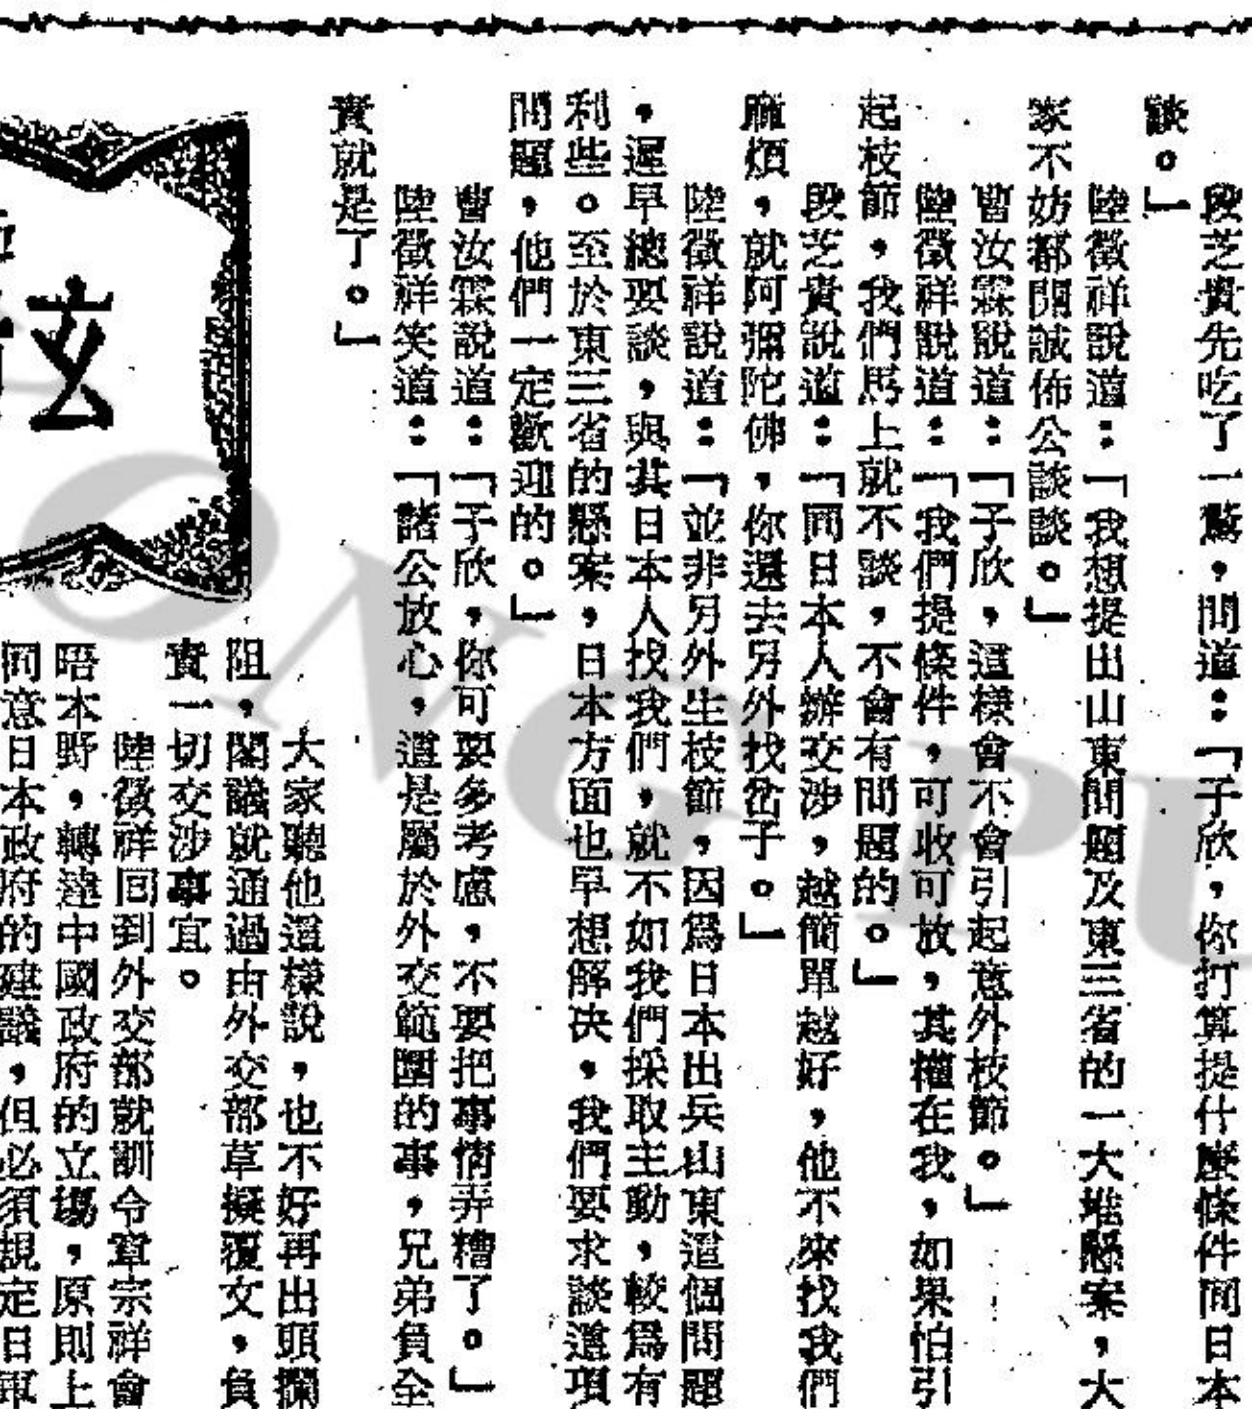 段芝貴先吃了一驚，問道：「子欣，你打算提什麽條件同日本
談。」
陸徵祥說道：「我想提出山東問題及東三省的一大堆懸案，大
家不妨都開誠佈公談談。」
曹汝霖說道：「子欣，這樣會不會引起意外枝節。」
陸徵祥說道：「我們提條件，可收可放，其權在我，如果怕引
起枝節，我們馬上就不談，不會有問題的。」
段芝貴說道：「同日本人辦交涉，越簡單越好，他不來找我們
麻煩，就阿彌陀佛，你還去另外找岔子。」
陸徵祥說道：「並非另外生枝節，因爲日本出兵山東這個問題
，遲早總要談，與其日本人找我們，就不如我們採取主動，較爲有
利些。至於東三省的懸案，日本方面也早想解决，我們要求談這項
問題，他們一定歡迎的。」
曹汝霖說道：「子欣，你可要多考慮，不要把事情弄糟了。」
陸徵祥笑道：「諸公放心，這是屬於外交範圍的事，兄弟負全
責就是了。」
玄
大家聽他這樣說，也不好再出頭攔
阻，閣議就通過由外交部草擬覆文，負
責一切交涉事宜。
陸徵祥回到外交部就訓令章宗祥會
晤本野，轉達中國政府的立場，原則上
同意日本政府的建議，但必須規定日軍
ONG PU